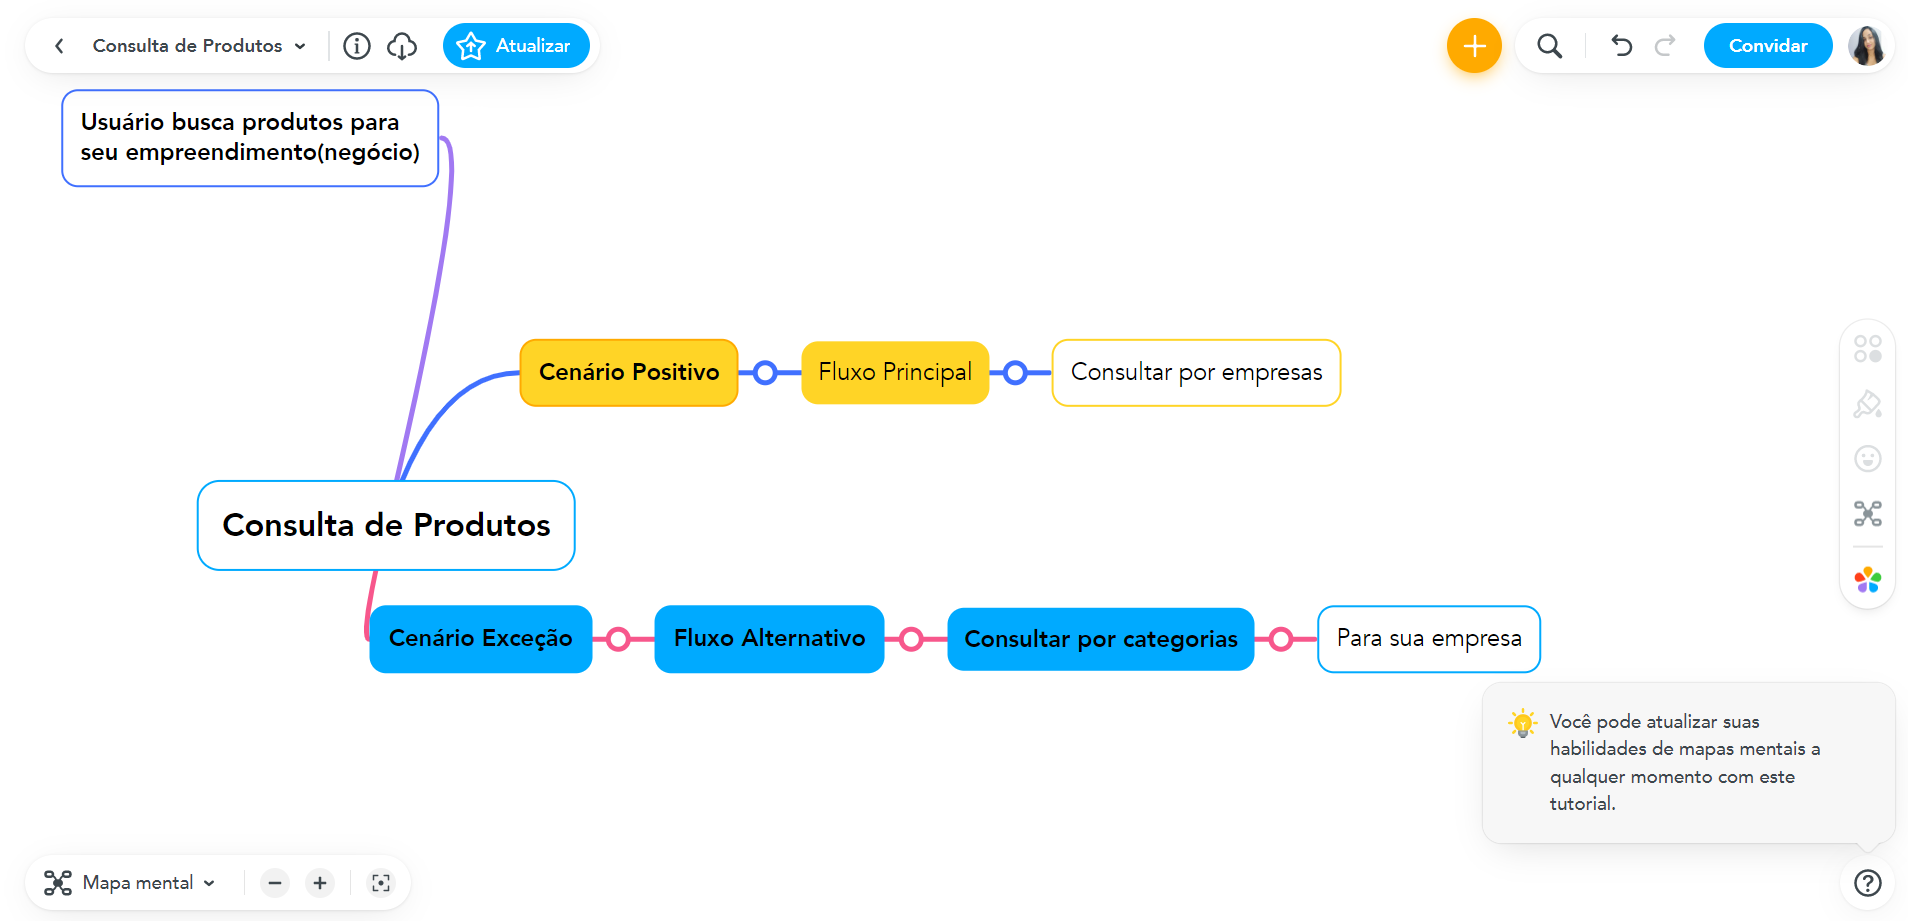 Consulta de Produtos
Atualizar
Convidar
Usuário busca produtos para
seu empreendimento(negócio)
Cenário Positivo
Fluxo Principal
Consultar por empresas
Consulta de Produtos
Cenário Exceção
Fluxo Alternativo
Consultar por categorias
Para sua empresa
Você pode atualizar suas
habilidades de mapas mentais a
qualquer momento com este
tutorial.
Mapa mental